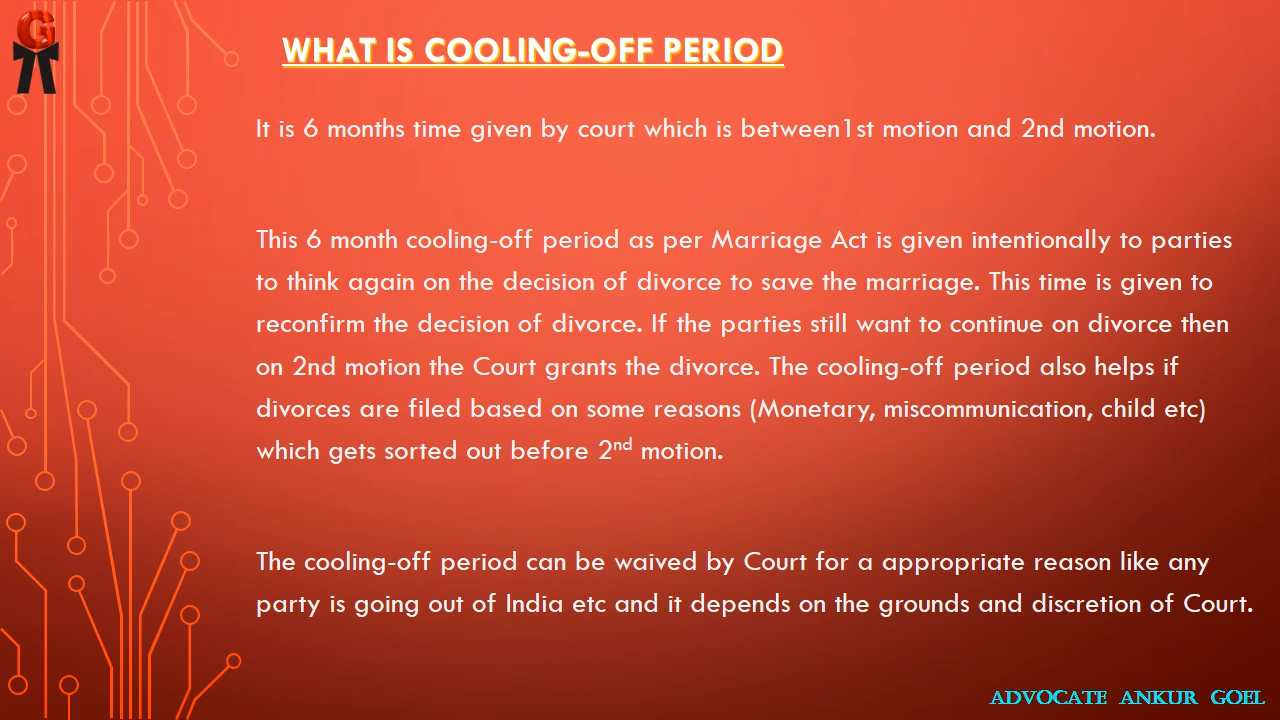 G
WHAT IS COOLING-OFF PERIOD
It is 6 months time given by court which is between1st motion and 2nd motion.
This 6 month cooling-off period as per Marriage Act is given intentionally to parties
to think again on the decision of divorce to save the marriage. This time is given to
reconfirm the decision of divorce. If the parties still want to continue on divorce then
on 2nd motion the Court grants the divorce. The cooling-off period also helps if
divorces are filed based on some reasons (Monetary, miscommunication, child etc)
which gets sorted out before 2nd motion.
The cooling-off period can be waived by Court for a appropriate reason like any
party is going out of India etc and it depends on the grounds and discretion of Court.
ADVOCATE ANKUR GOEL